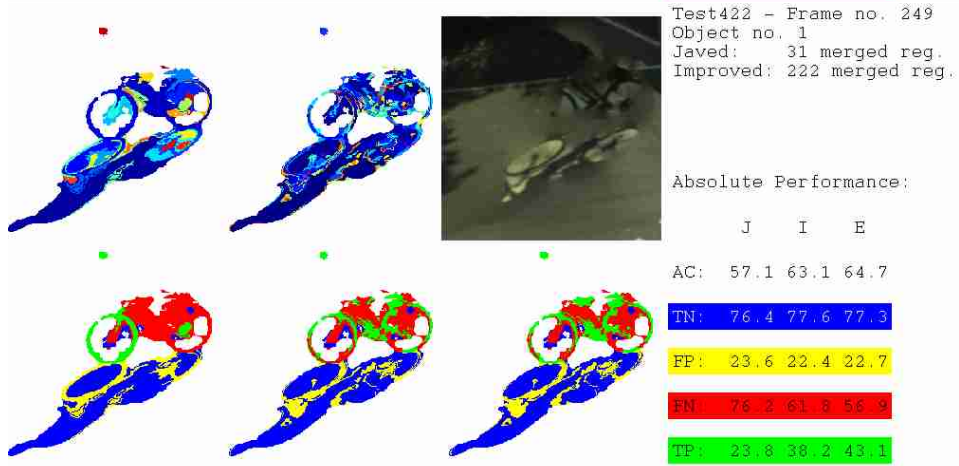 Test422 - Frame no. 249
Object no. 1
Javed: 31 merged reg.
Improved: 222 merged reg.
Absolute Performance:
J I E
AC: 57.1 63.1 64.7
TN: 76.4 77.6 77.3
FP: 23.6 22.4 22.7
FN: 76.2 61.8 56.9
TP: 23.8 38.2 43.1